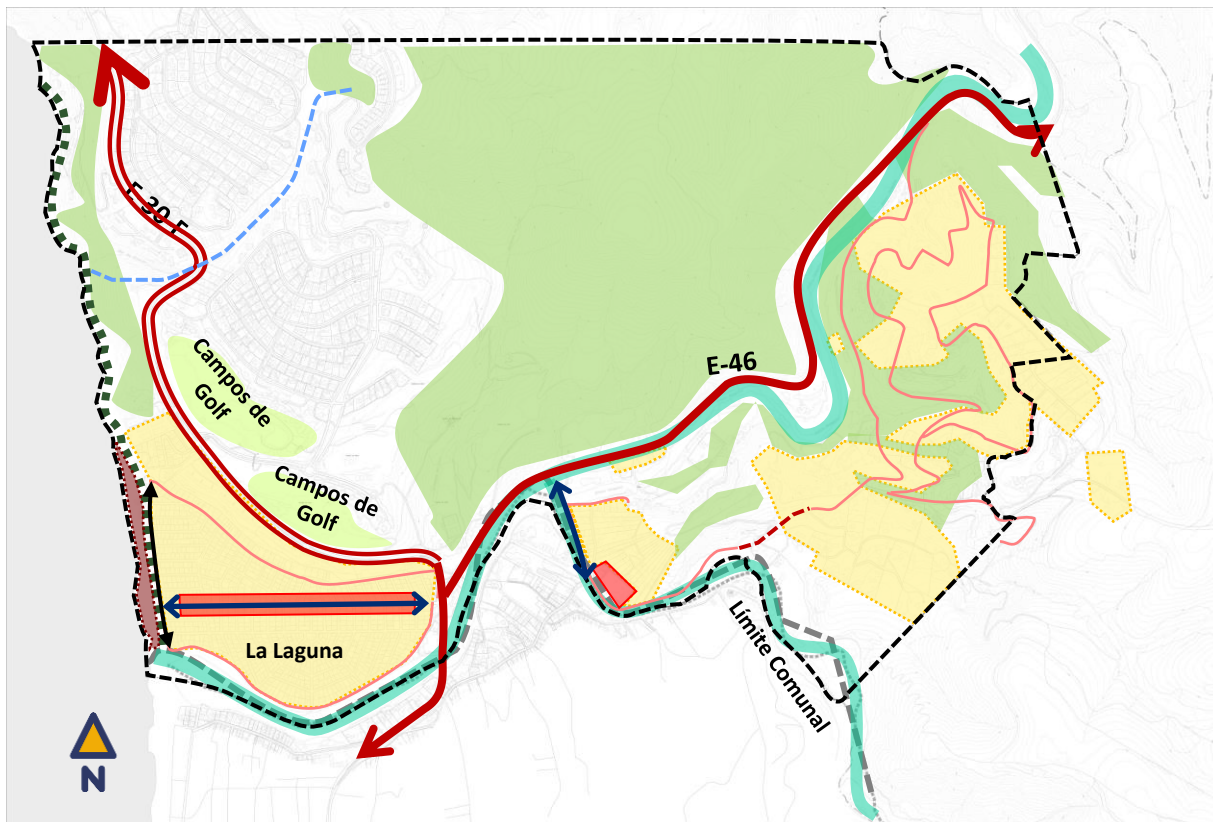 E-30-F
E-46
Campos de
Golf
Campos de
Golf
La Laguna
Límite Comunal
N